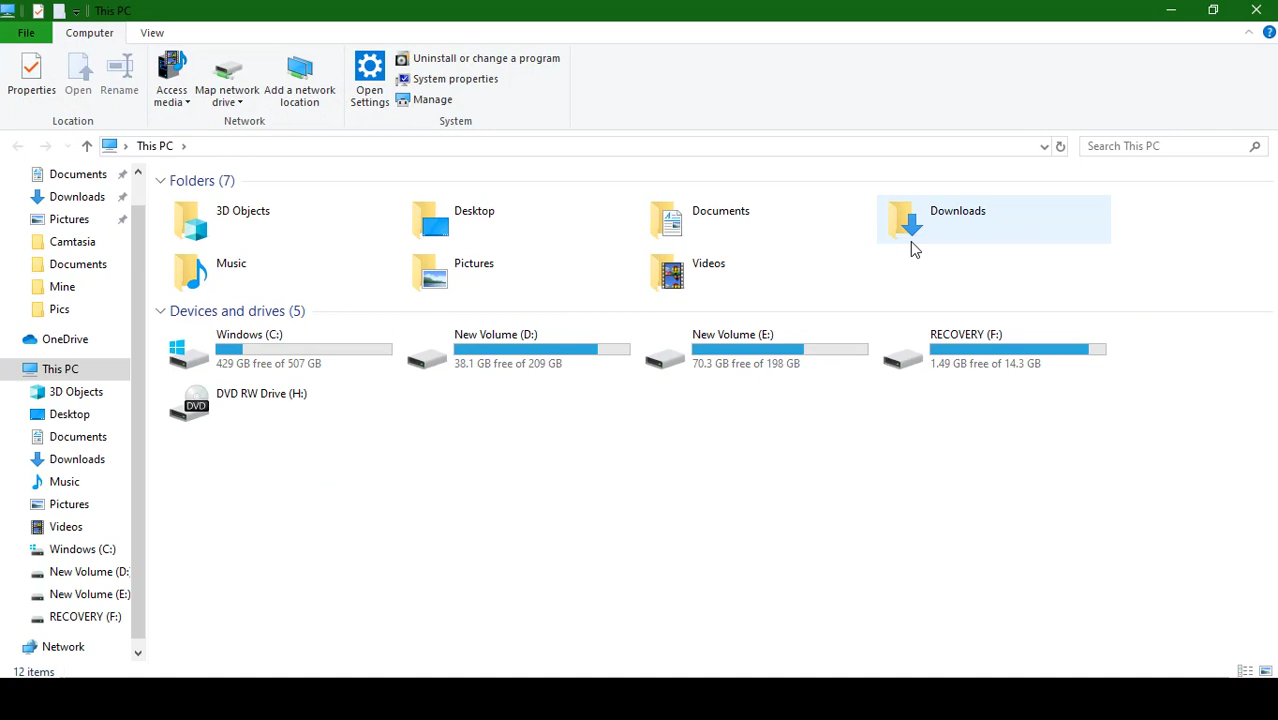 This PC
File
Computer
View
Properties
Open
Rename
Access media
Map network drive
Add a network location
Open Settings
Uninstall or change a program
System properties
Manage
Location
Network
System
This PC
Search This PC
Documents
Downloads
Pictures
Camtasia
Documents
Mine
Pics
OneDrive
This PC
3D Objects
Desktop
Documents
Downloads
Music
Pictures
Videos
Windows (C:)
New Volume (D:
New Volume (E:)
RECOVERY (F:)
Network
Folders (7)
3D Objects
Desktop
Documents
Downloads
Music
Pictures
Videos
Devices and drives (5)
Windows (C:)
429 GB free of 507 GB
New Volume (D:)
38.1 GB free of 209 GB
New Volume (E:)
70.3 GB free of 198 GB
RECOVERY (F:)
1.49 GB free of 14.3 GB
DVD RW Drive (H:)
DVD
12 items